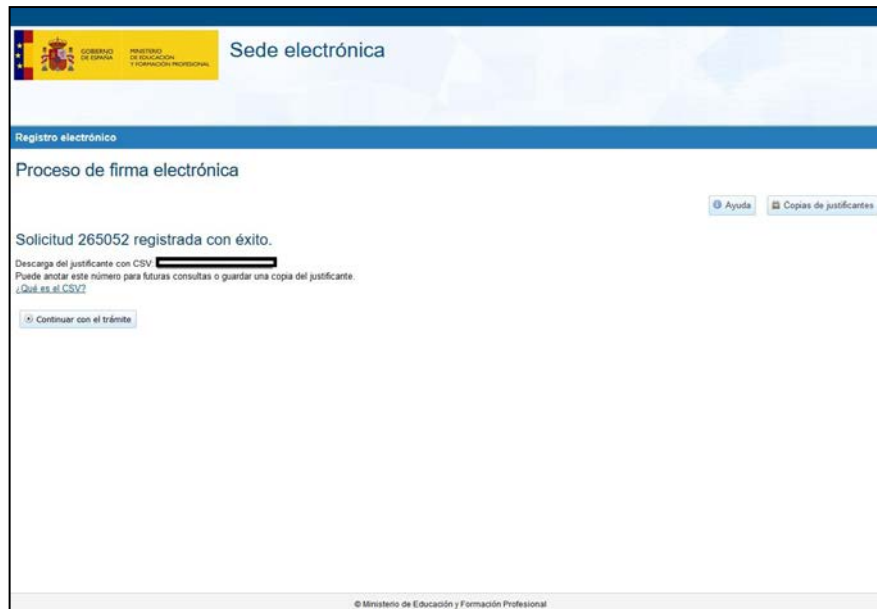 GOBIERNO
DE ESPAÑA
MINISTERIO
DE EDUCACIÓN
Y FORMACIÓN PROFESIONAL
Sede electrónica
Registro electrónico
Proceso de firma electrónica
Ayuda
Copias de justificantes
Solicitud 265052 registrada con éxito.
Descarga del justificante con CSV:
Puede anotar este número para futuras consultas o guardar una copia del justificante.
¿Qué es el CSV?
Continuar con el trámite
© Ministerio de Educación y Formación Profesional